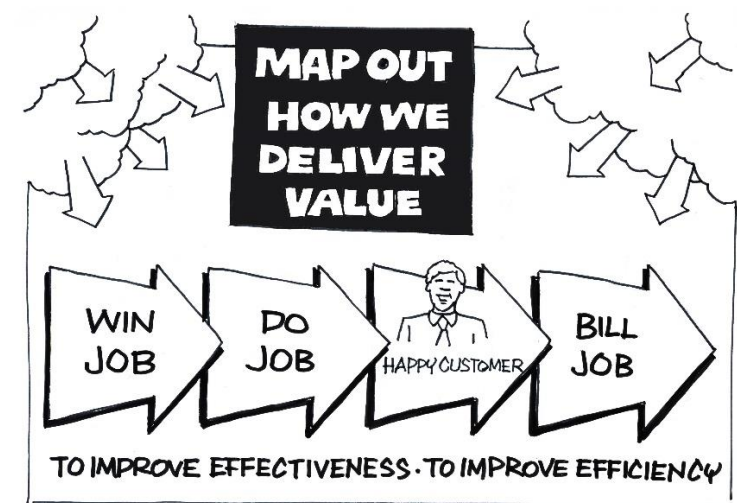 MAP OUT
HOW WE
DELIVER
VALUE
WIN
JOB
DO
JOB
HAPPY CUSTOMER
BILL
JOB
TO IMPROVE EFFECTIVENESS · TO IMPROVE EFFICIENCY